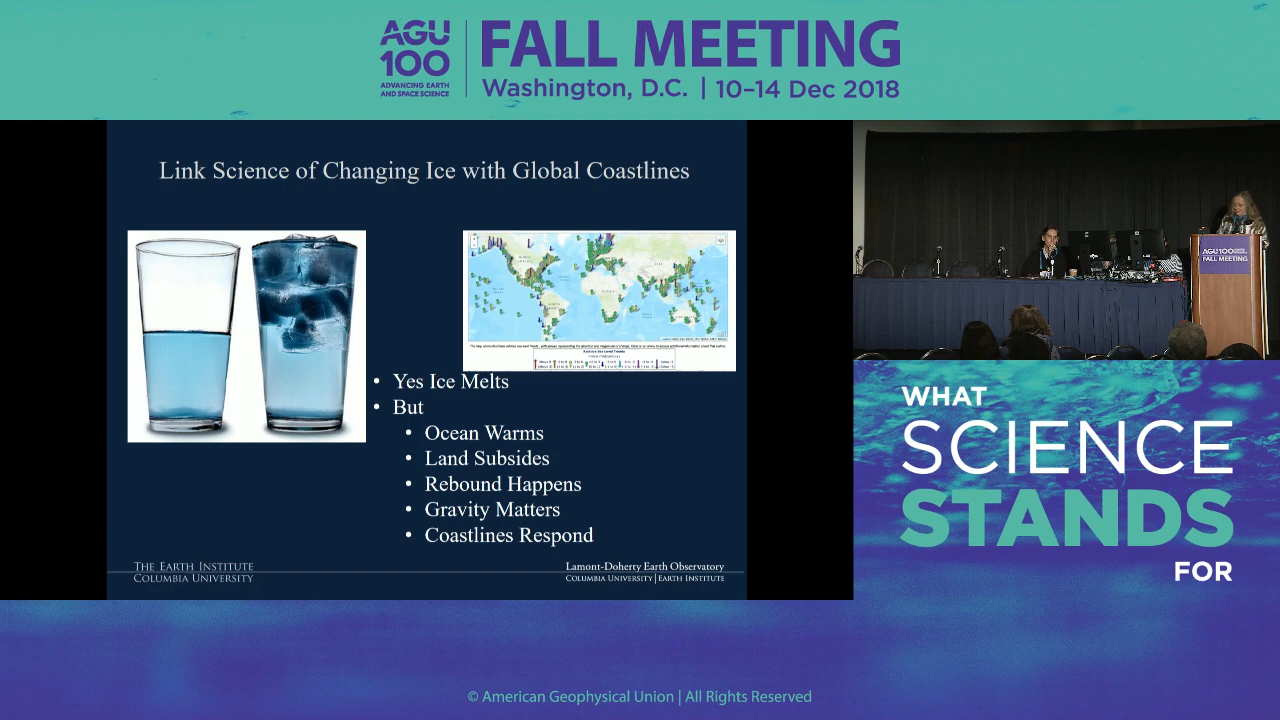 AGU
100
ADVANCING EARTH
AND SPACE SCIENCE
FALL MEETING
Washington, D.C. | 10–14 Dec 2018
Link Science of Changing Ice with Global Coastlines
• Yes Ice Melts
• But
• Ocean Warms
• Land Subsides
• Rebound Happens
• Gravity Matters
• Coastlines Respond
THE EARTH INSTITUTE
COLUMBIA UNIVERSITY
Lamont-Doherty Earth Observatory
COLUMBIA UNIVERSITY | EARTH INSTITUTE
AGU100
FALL MEETING
WHAT
SCIENCE
STANDS
FOR
© American Geophysical Union | All Rights Reserved